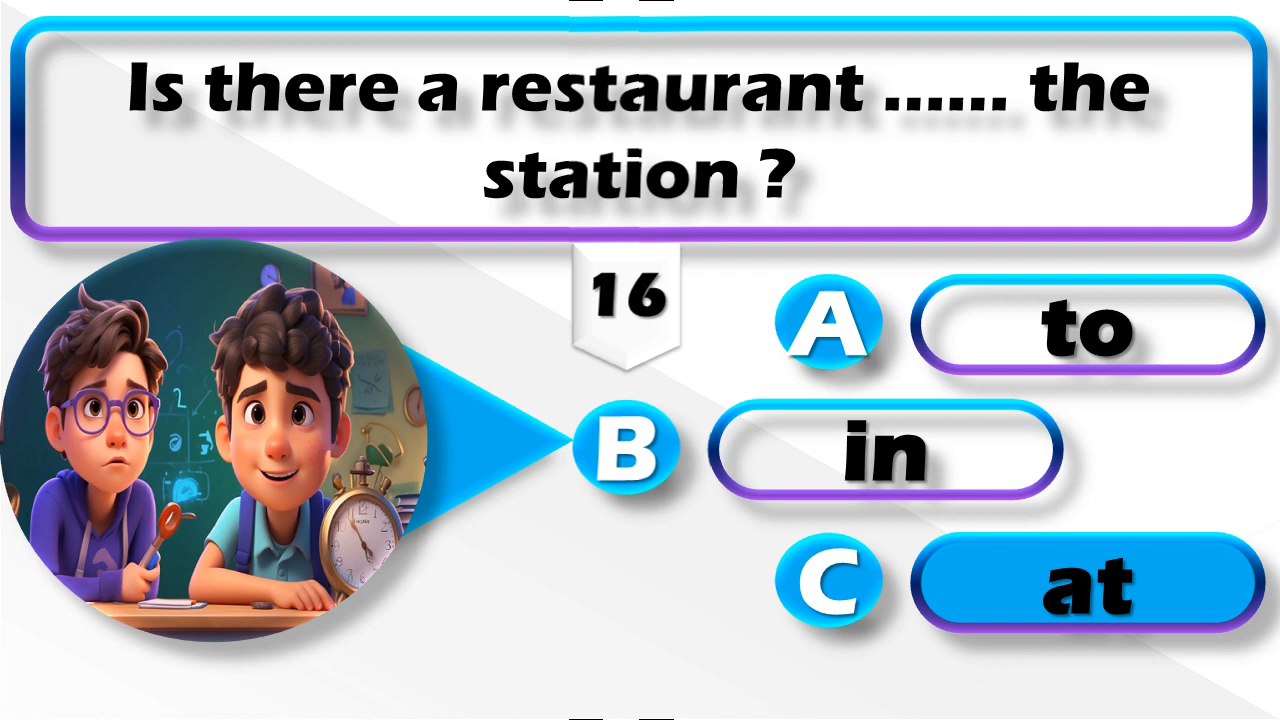 Is there a restaurant ...... the
station ?
16
A to
B in
C at